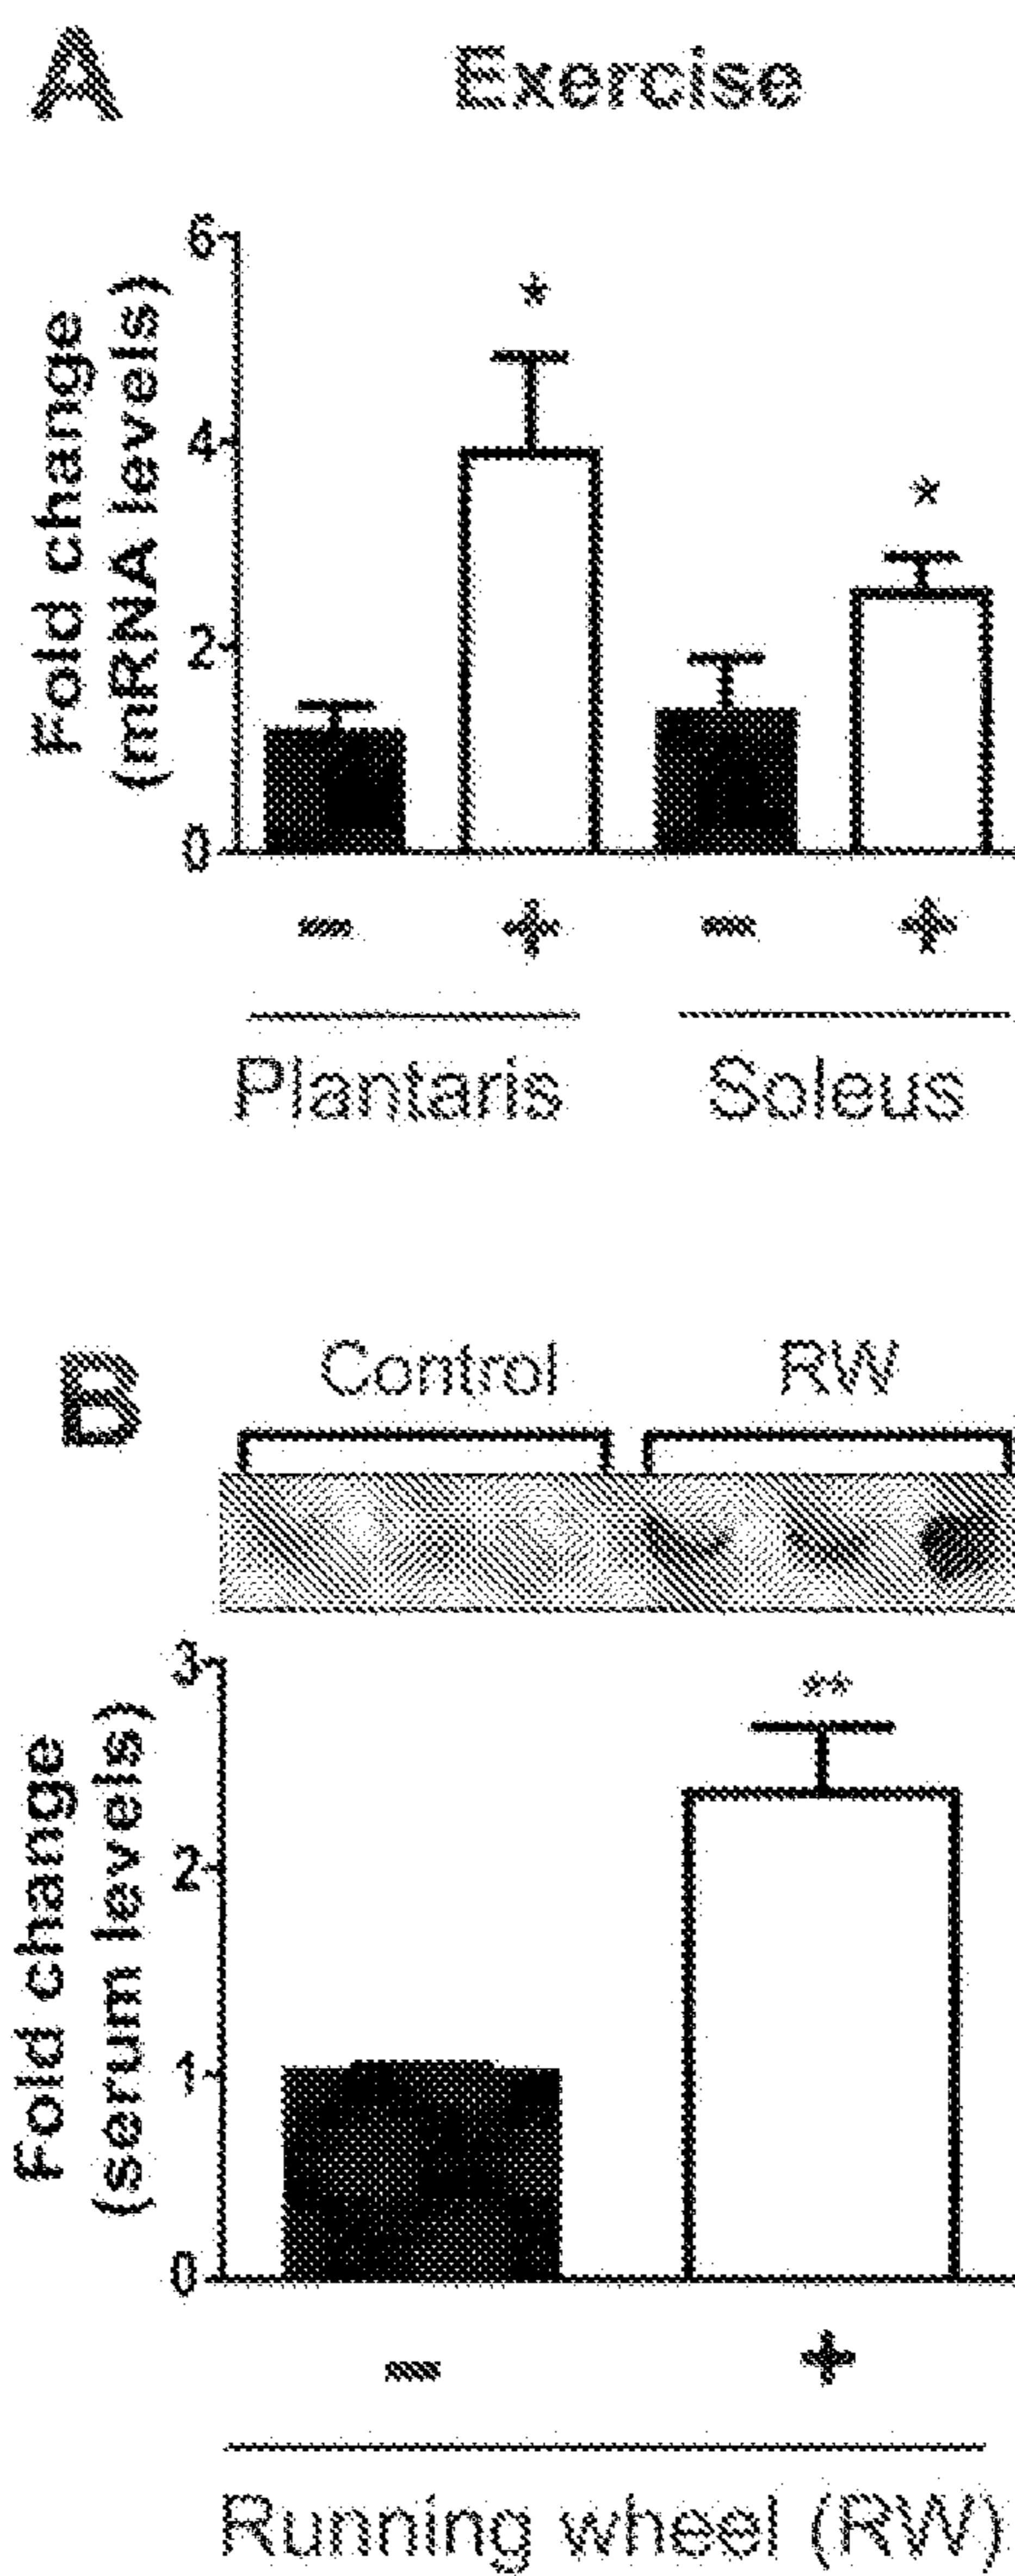 A
Exercise
Fold change
(mRNA levels)
6
4
2
0
*
*
− + − +
Plantaris Soleus
B
Control RW
Fold change
(serum levels)
3
2
1
0
**
− +
Running wheel (RW)